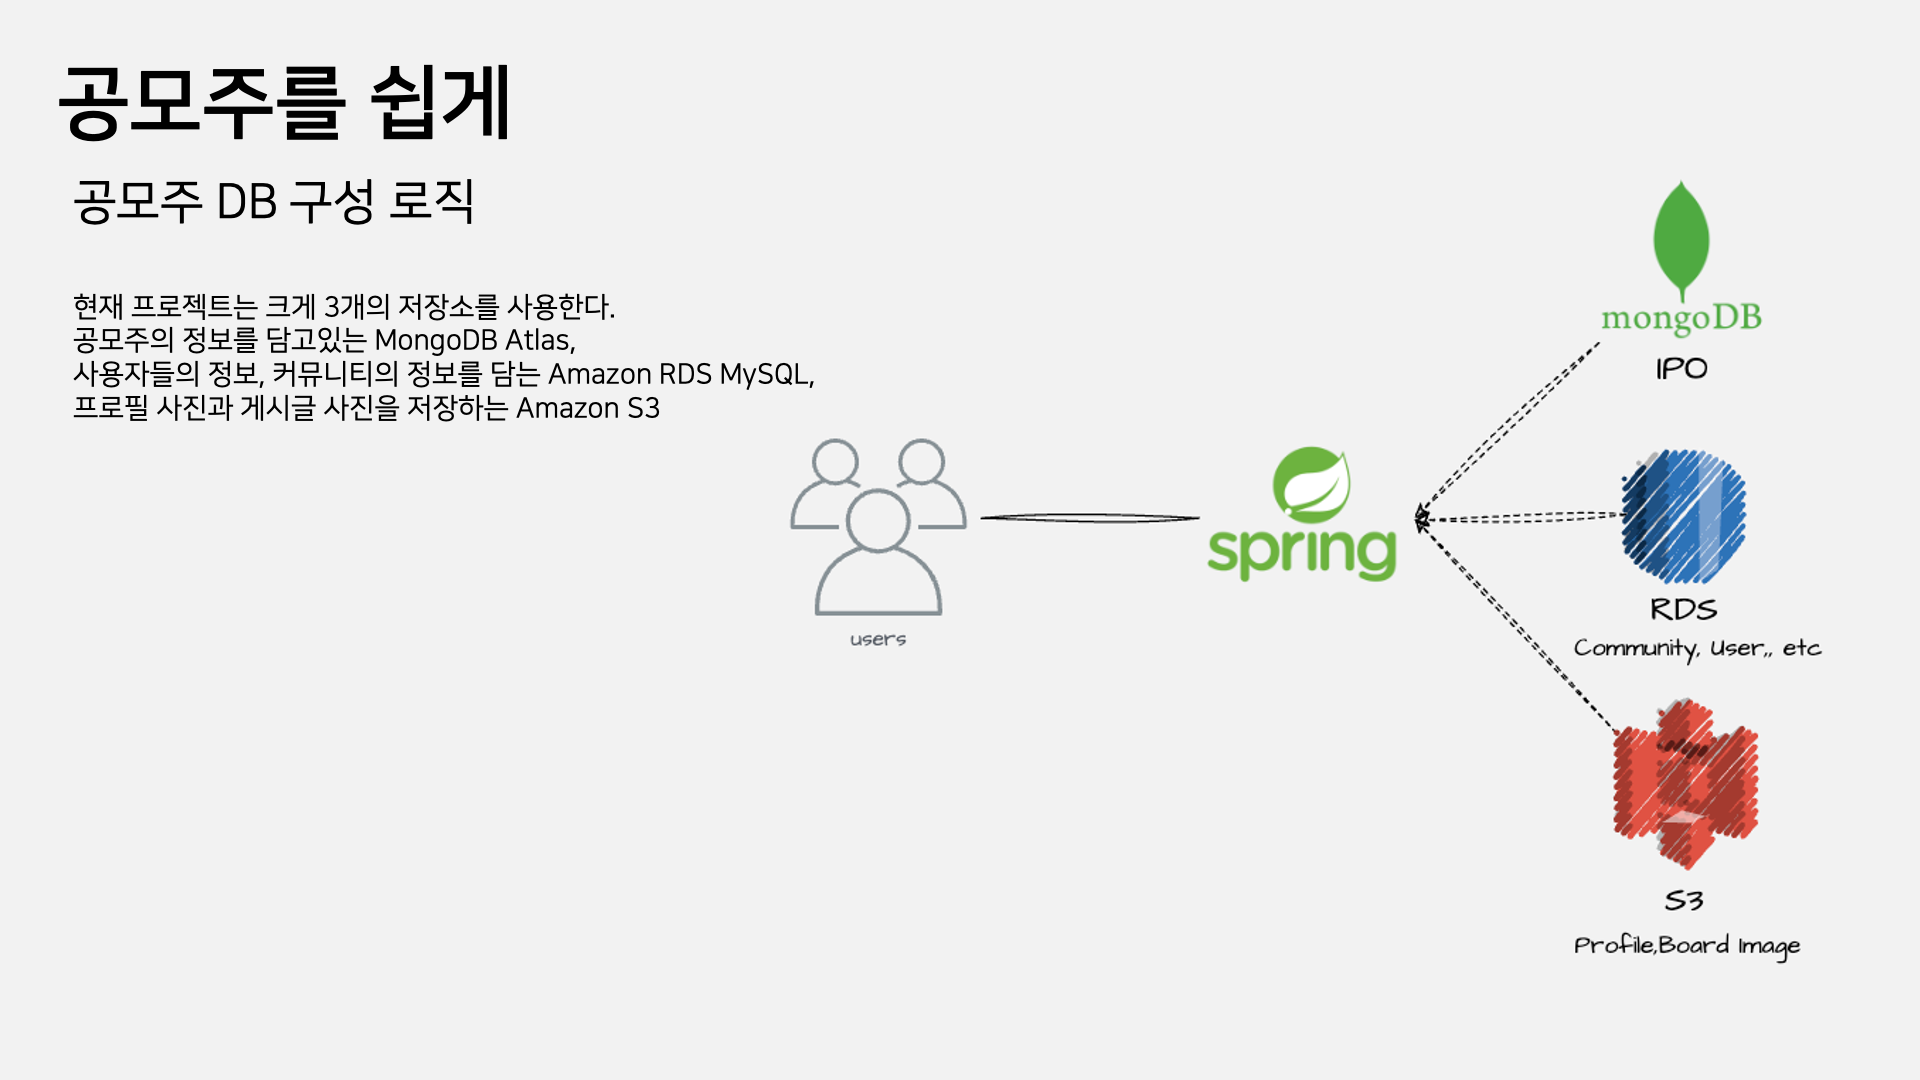 공모주를 쉽게
공모주 DB 구성 로직
현재 프로젝트는 크게 3개의 저장소를 사용한다.
공모주의 정보를 담고있는 MongoDB Atlas,
사용자들의 정보, 커뮤니티의 정보를 담는 Amazon RDS MySQL,
프로필 사진과 게시글 사진을 저장하는 Amazon S3
users
spring
mongoDB
IPO
RDS
Community, User,, etc
S3
Profile,Board Image